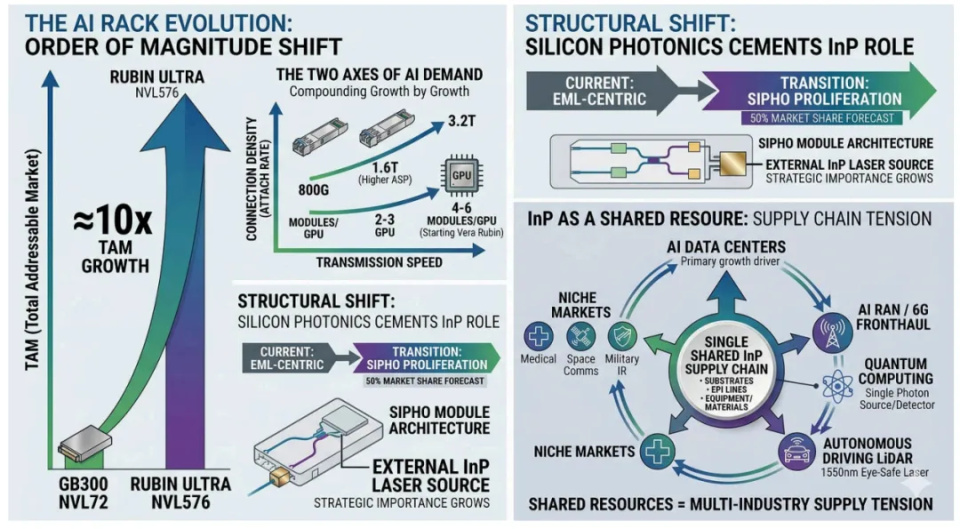 THE AI RACK EVOLUTION:
ORDER OF MAGNITUDE SHIFT
TAM (Total Addressable Market)
RUBIN ULTRA
NVL576
≈10x
TAM
GROWTH
GB300
NVL72
RUBIN ULTRA
NVL576
THE TWO AXES OF AI DEMAND
Compounding Growth by Growth
CONNECTION DENSITY
(ATTACH RATE)
3.2T
1.6T
(Higher ASP)
800G
GPU
MODULES/
GPU
2-3
GPU
4-6
MODULES/GPU
(Starting Vera Rubin)
TRANSMISSION SPEED
STRUCTURAL SHIFT:
SILICON PHOTONICS CEMENTS InP ROLE
CURRENT:
EML-CENTRIC
TRANSITION:
SIPHO PROLIFERATION
50% MARKET SHARE FORECAST
SIPHO MODULE
ARCHITECTURE
EXTERNAL InP
LASER SOURCE
STRATEGIC IMPORTANCE GROWS
STRUCTURAL SHIFT:
SILICON PHOTONICS CEMENTS InP ROLE
CURRENT:
EML-CENTRIC
TRANSITION:
SIPHO PROLIFERATION
50% MARKET SHARE FORECAST
SIPHO MODULE ARCHITECTURE
EXTERNAL InP LASER SOURCE
STRATEGIC IMPORTANCE GROWS
InP AS A SHARED RESOURE: SUPPLY CHAIN TENSION
AI DATA CENTERS
Primary growth driver
NICHE
MARKETS
Medical
Space
Comms
Military
IR
AI RAN / 6G
FRONTHAUL
SINGLE
SHARED InP
SUPPLY CHAIN
• SUBSTRATES
• EPI LINES
• EQUIPMENT/
MATERIALS
QUANTUM
COMPUTING
Single Photon
Source/Detector
NICHE MARKETS
AUTONOMOUS
DRIVING LiDAR
1550nm Eye-Safe Laser
SHARED RESOURCES = MULTI-INDUSTRY SUPPLY TENSION